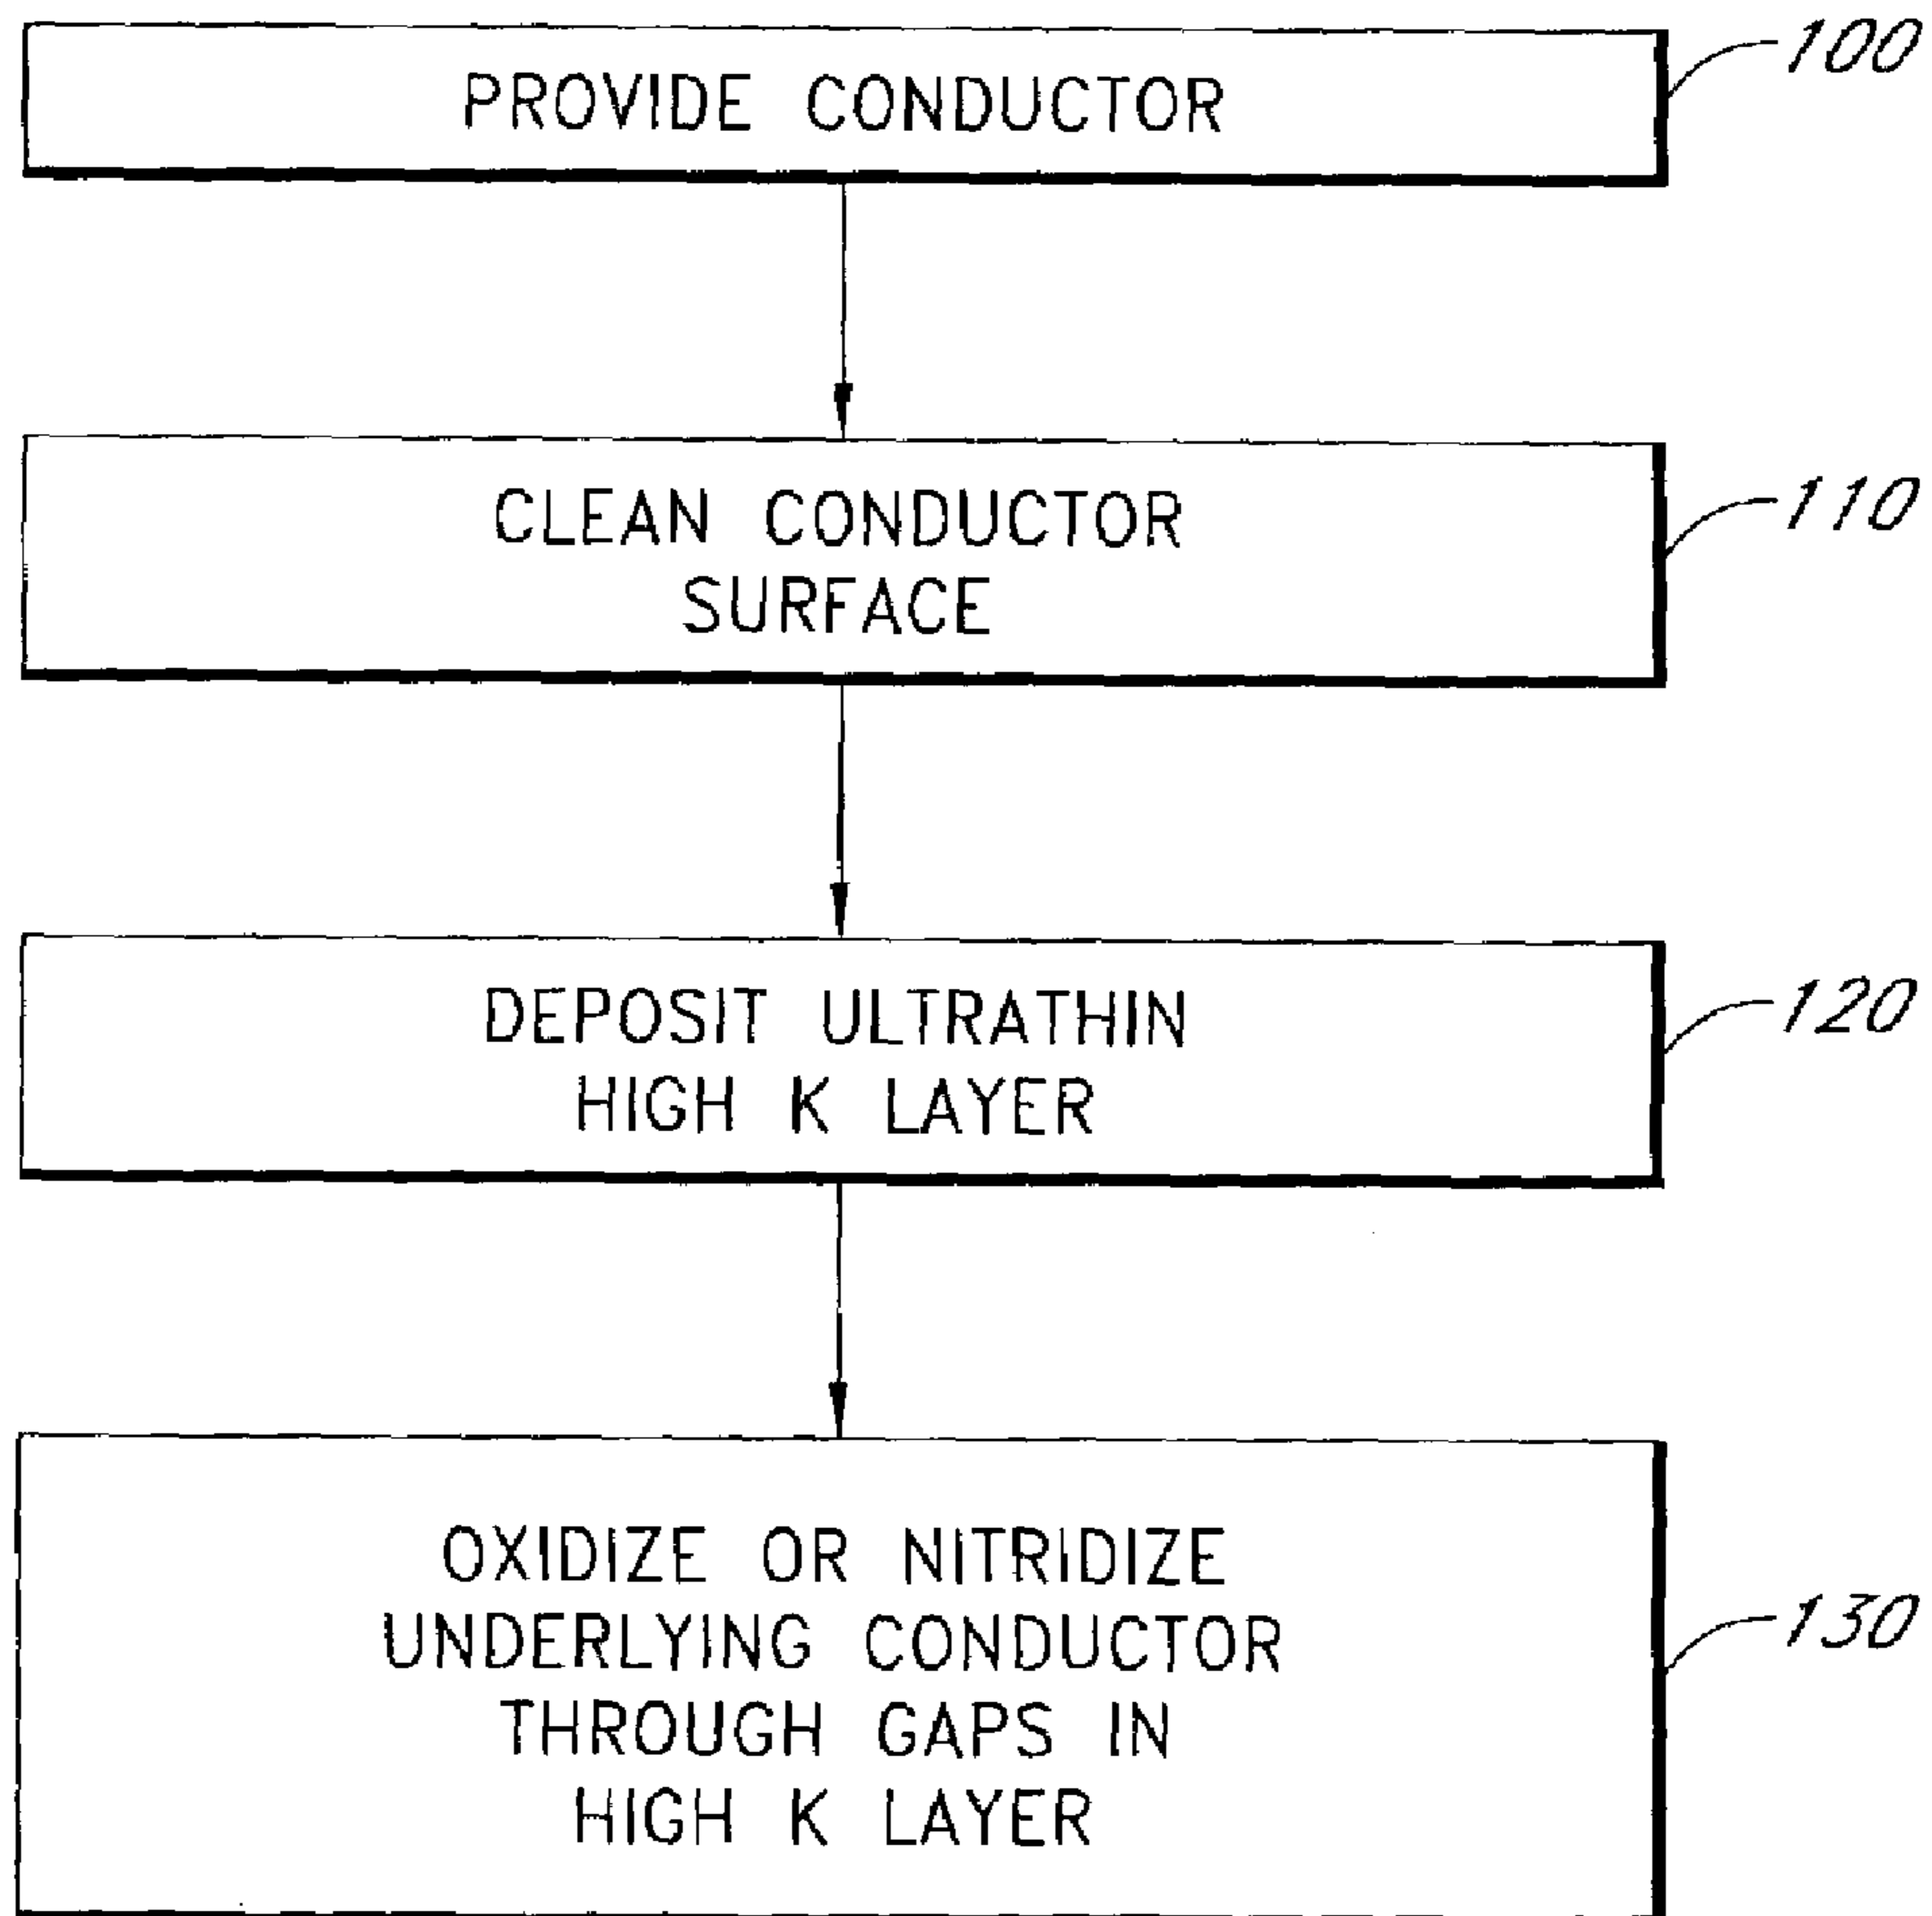 PROVIDE CONDUCTOR
100
CLEAN CONDUCTOR
SURFACE
110
DEPOSIT ULTRATHIN
HIGH K LAYER
120
OXIDIZE OR NITRIDIZE
UNDERLYING CONDUCTOR
THROUGH GAPS IN
HIGH K LAYER
130